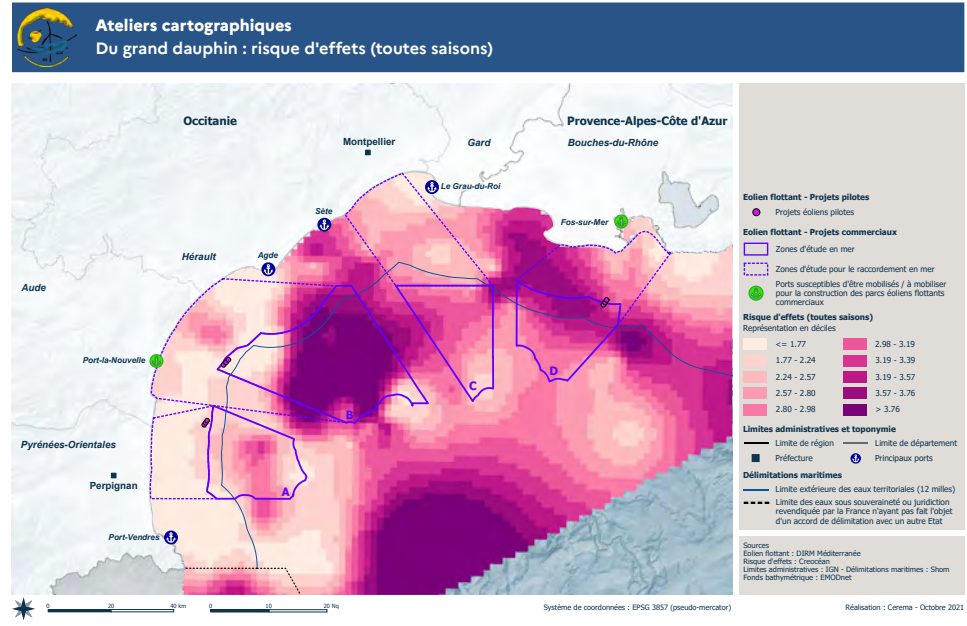 Ateliers cartographiques
Du grand dauphin : risque d'effets (toutes saisons)
Occitanie
Provence-Alpes-Côte d'Azur
Montpellier
Gard
Bouches-du-Rhône
Le Grau-du-Roi
Sète
Fos-sur-Mer
Agde
Hérault
Aude
Port-la-Nouvelle
A
B
C
D
Pyrénées-Orientales
Perpignan
Port-Vendres
Eolien flottant - Projets pilotes
Projets éoliens pilotes
Eolien flottant - Projets commerciaux
Zones d'étude en mer
Zones d'étude pour le raccordement en mer
Ports susceptibles d'être mobilisés / à mobiliser
pour la construction des parcs éoliens flottants
commerciaux
Risque d'effets (toutes saisons)
Représentation en déciles
<= 1.77
2.98 - 3.19
1.77 - 2.24
3.19 - 3.39
2.24 - 2.57
3.19 - 3.57
2.57 - 2.80
3.57 - 3.76
2.80 - 2.98
> 3.76
Limites administratives et toponymie
Limite de région
Limite de département
Préfecture
Principaux ports
Délimitations maritimes
Limite extérieure des eaux territoriales (12 milles)
Limite des eaux sous souveraineté ou juridiction
revendiquée par la France n'ayant pas fait l'objet
d'un accord de délimitation avec un autre Etat
Sources
Eolien flottant : DIRM Méditerranée
Risque d'effets : Creocéan
Limites administratives : IGN - Délimitations maritimes : Shom
Fonds bathymétrique : EMODnet
0 20 40 km
0 10 20 Nq
Système de coordonnées : EPSG 3857 (pseudo-mercator)
Réalisation : Cerema - Octobre 2021